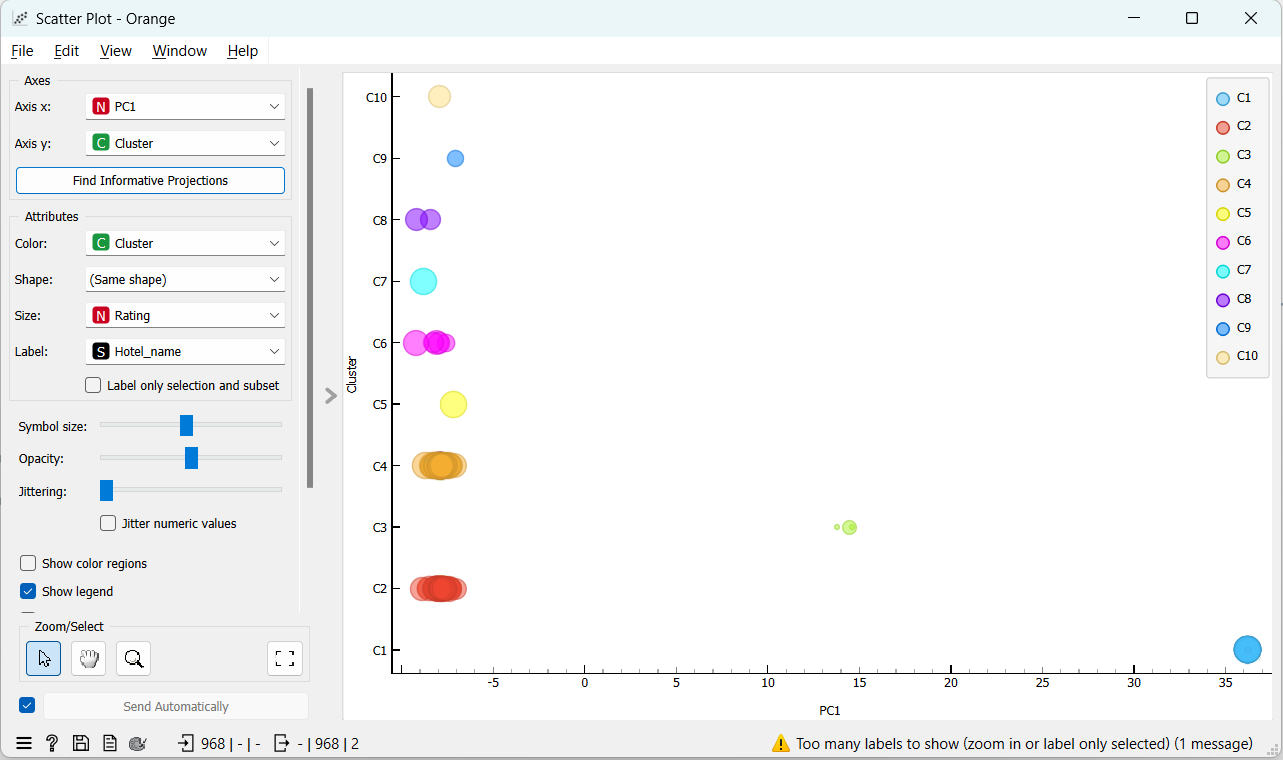 Scatter Plot - Orange
File Edit View Window Help
Axes
Axis x: N PC1
Axis y: C Cluster
Find Informative Projections
Attributes
Color: C Cluster
Shape: (Same shape)
Size: N Rating
Label: S Hotel_name
Label only selection and subset
Symbol size:
Opacity:
Jittering:
Jitter numeric values
Show color regions
Show legend
Zoom/Select
Send Automatically
968 | - | - - | 968 | 2
Cluster
C10
C9
C8
C7
C6
C5
C4
C3
C2
C1
-5 0 5 10 15 20 25 30 35
PC1
C1
C2
C3
C4
C5
C6
C7
C8
C9
C10
Too many labels to show (zoom in or label only selected) (1 message)